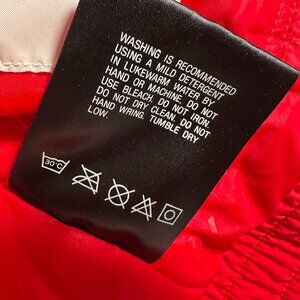 WASHING IS RECOMMENDED
USING A MILD DETERGENT
IN LUKEWARM WATER BY
HAND OR MACHINE. DO NOT
USE BLEACH. DO NOT IRON.
DO NOT DRY CLEAN. DO NOT
HAND WRING. TUMBLE DRY
LOW.
30°C